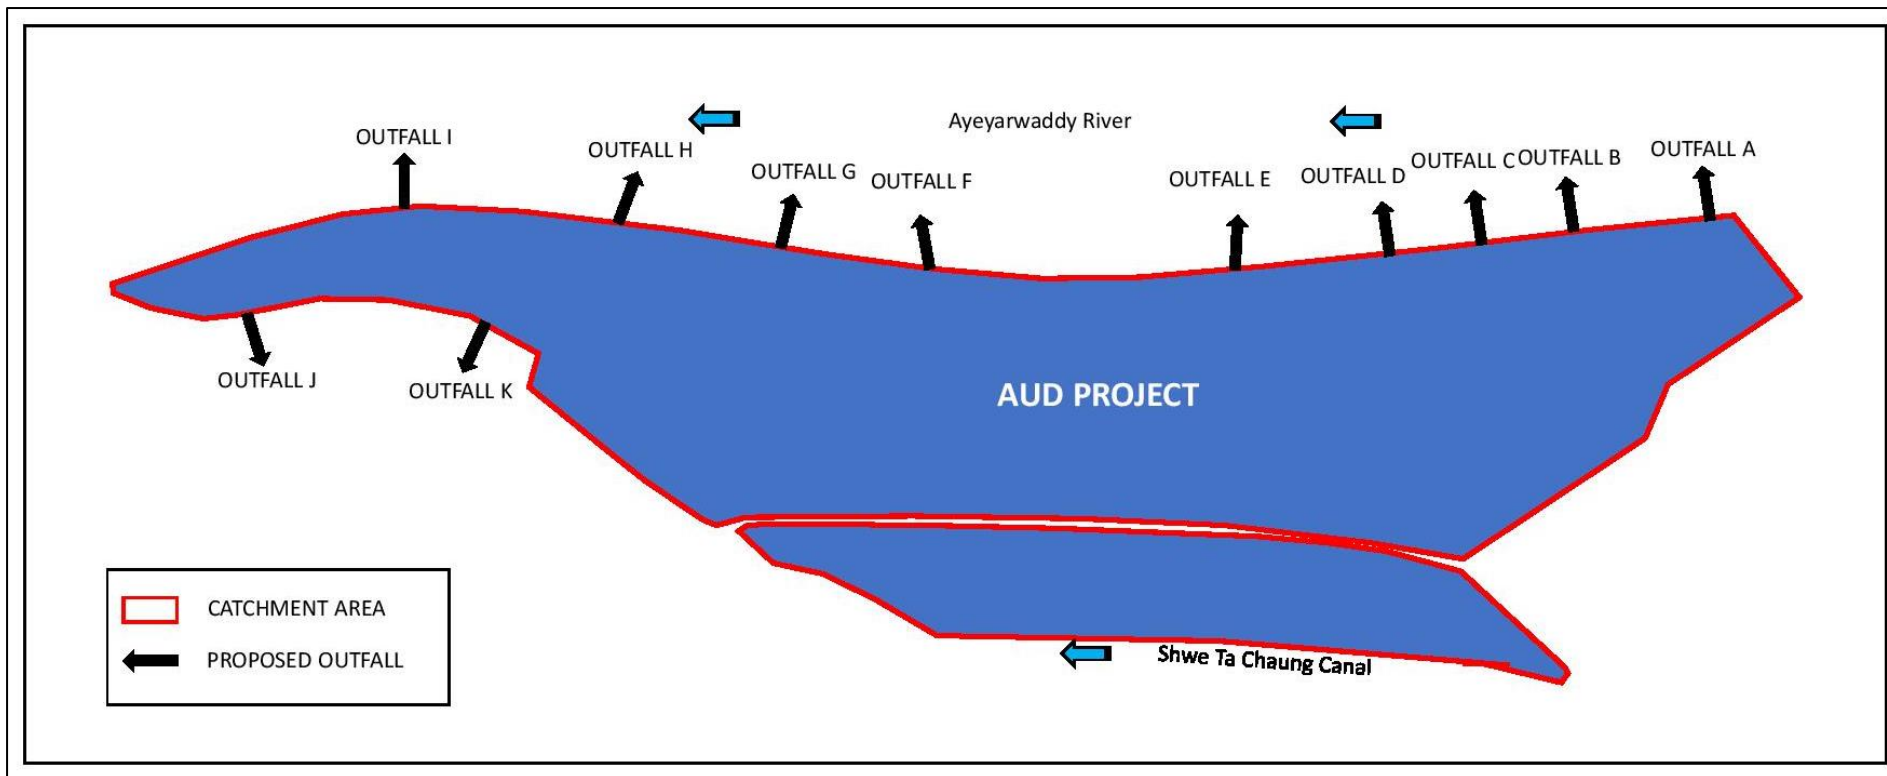 Ayeyarwaddy River
OUTFALL I
OUTFALL H
OUTFALL G
OUTFALL F
OUTFALL E
OUTFALL D
OUTFALL C
OUTFALL B
OUTFALL A
OUTFALL J
OUTFALL K
AUD PROJECT
CATCHMENT AREA
PROPOSED OUTFALL
Shwe Ta Chaung Canal